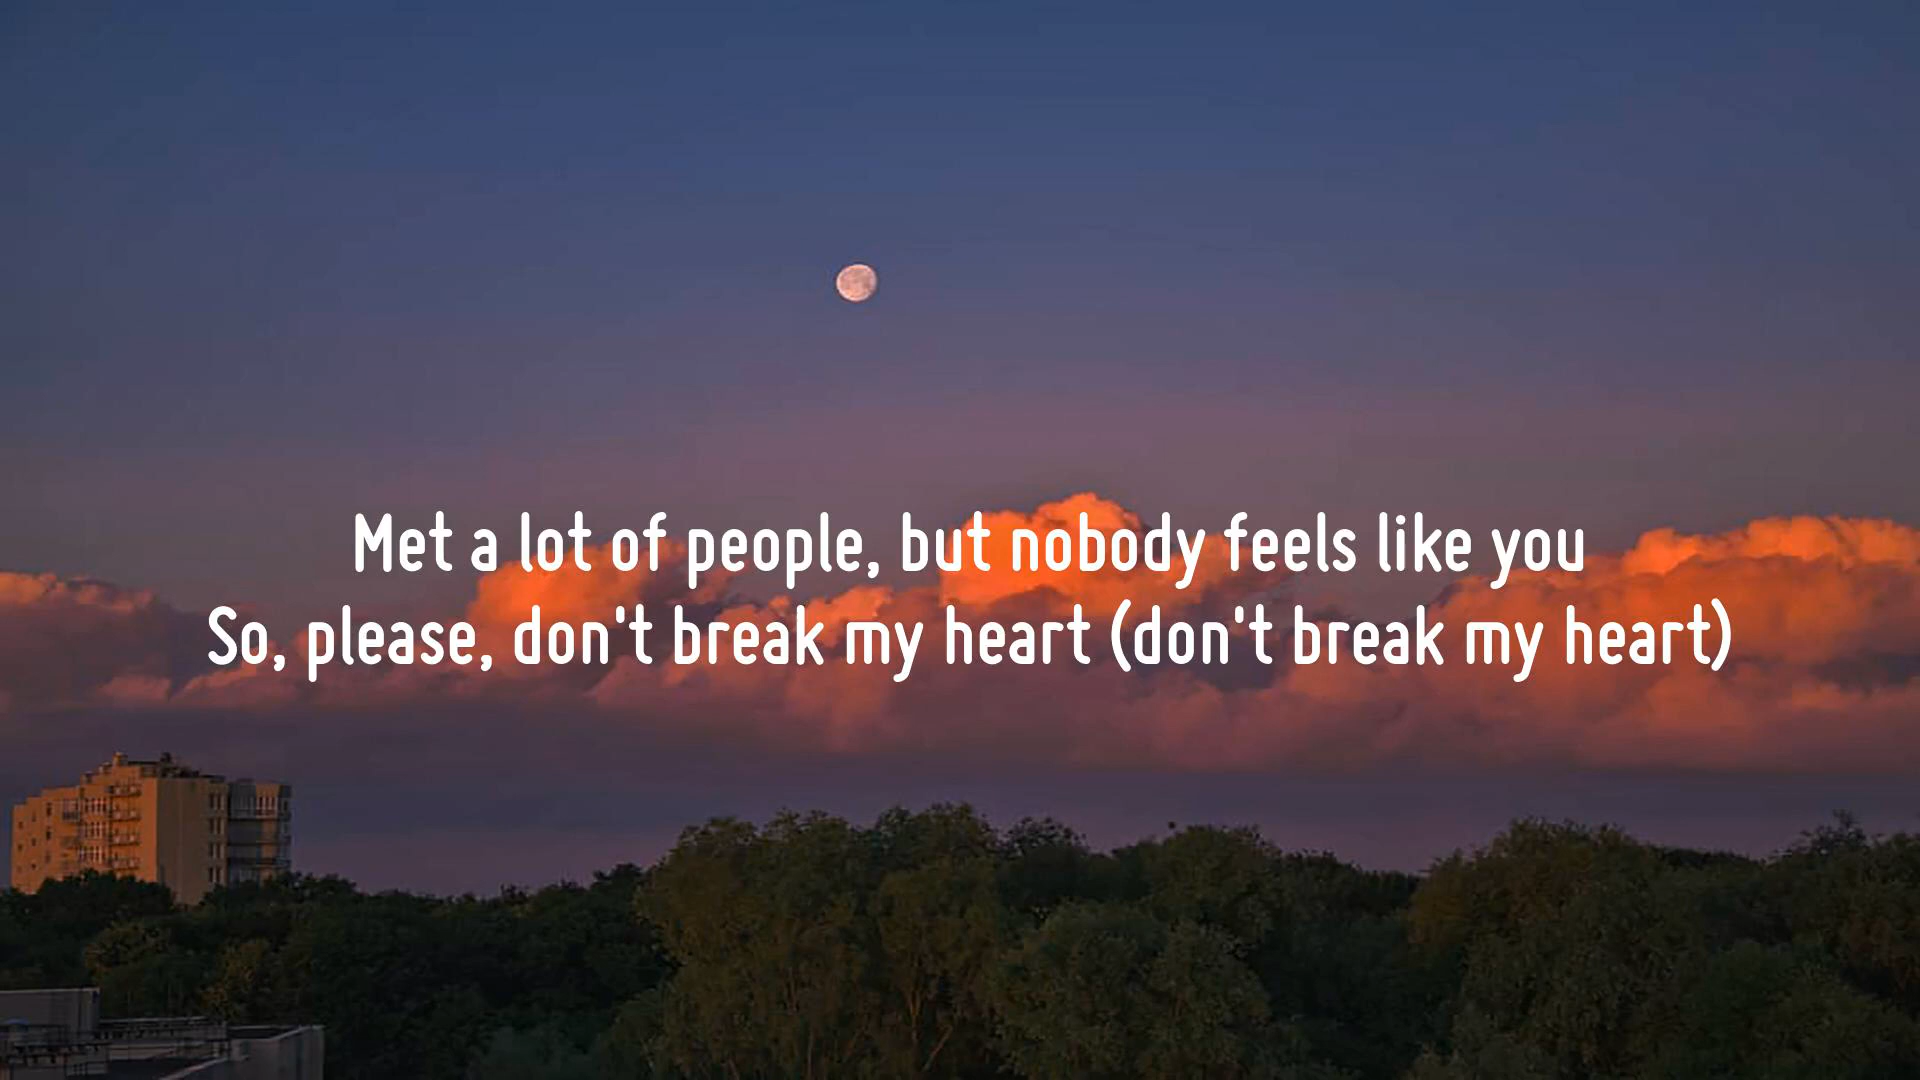 Met a lot of people, but nobody feels like you
So, please, don't break my heart (don't break my heart)